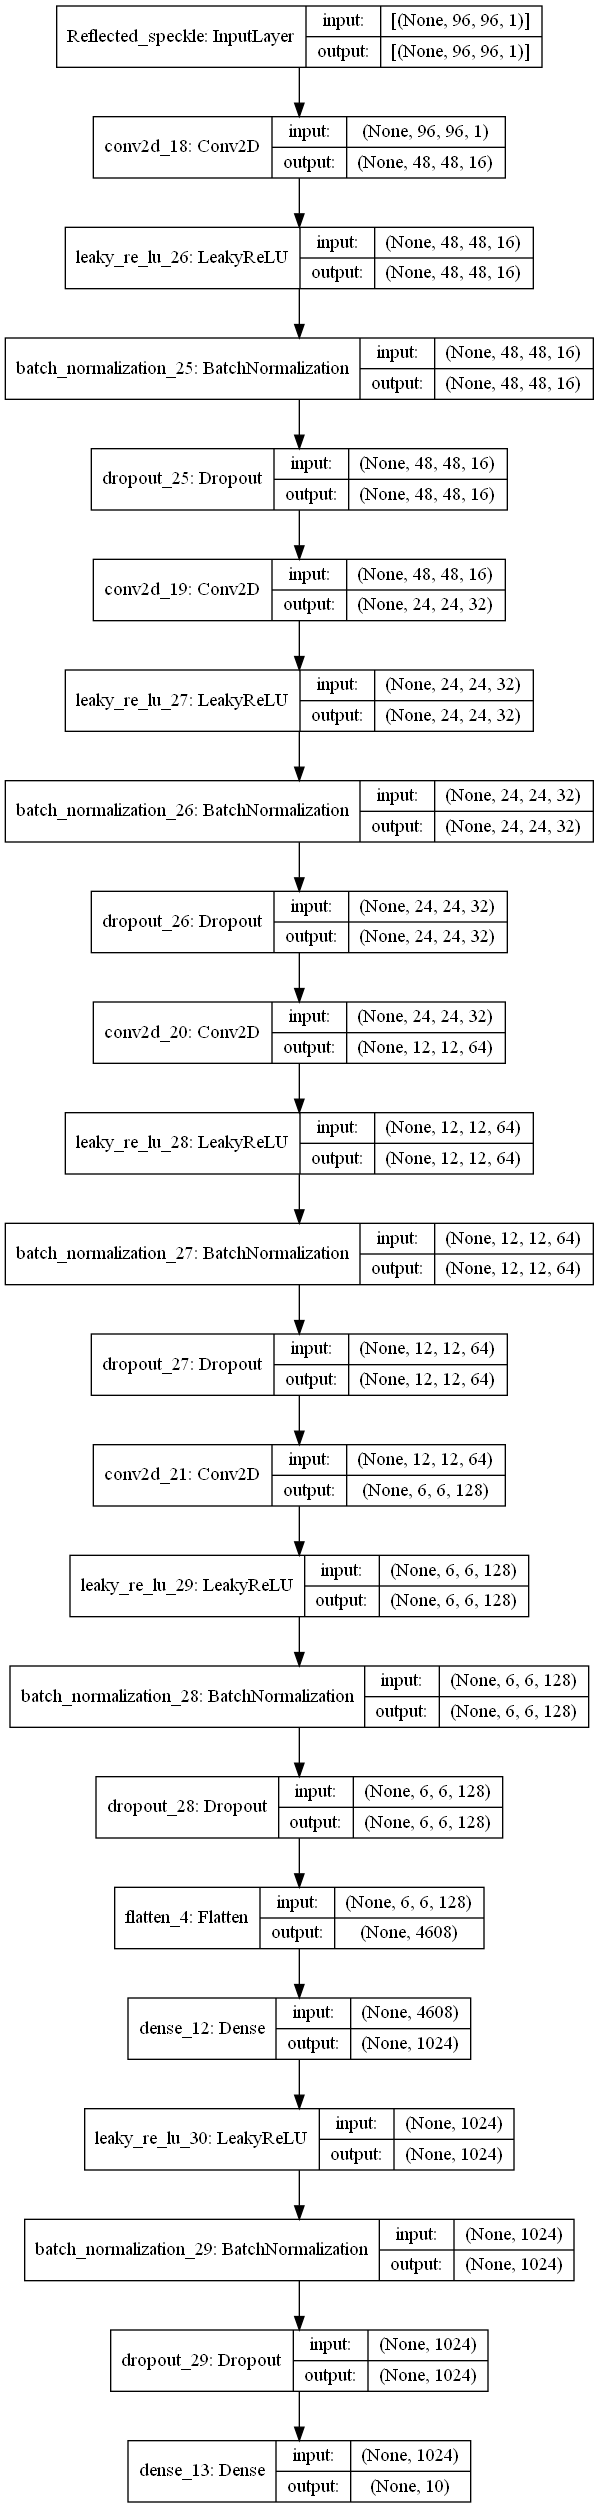 Reflected_speckle: InputLayer
input: [(None, 96, 96, 1)]
output: [(None, 96, 96, 1)]
conv2d_18: Conv2D
input: (None, 96, 96, 1)
output: (None, 48, 48, 16)
leaky_re_lu_26: LeakyReLU
input: (None, 48, 48, 16)
output: (None, 48, 48, 16)
batch_normalization_25: BatchNormalization
input: (None, 48, 48, 16)
output: (None, 48, 48, 16)
dropout_25: Dropout
input: (None, 48, 48, 16)
output: (None, 48, 48, 16)
conv2d_19: Conv2D
input: (None, 48, 48, 16)
output: (None, 24, 24, 32)
leaky_re_lu_27: LeakyReLU
input: (None, 24, 24, 32)
output: (None, 24, 24, 32)
batch_normalization_26: BatchNormalization
input: (None, 24, 24, 32)
output: (None, 24, 24, 32)
dropout_26: Dropout
input: (None, 24, 24, 32)
output: (None, 24, 24, 32)
conv2d_20: Conv2D
input: (None, 24, 24, 32)
output: (None, 12, 12, 64)
leaky_re_lu_28: LeakyReLU
input: (None, 12, 12, 64)
output: (None, 12, 12, 64)
batch_normalization_27: BatchNormalization
input: (None, 12, 12, 64)
output: (None, 12, 12, 64)
dropout_27: Dropout
input: (None, 12, 12, 64)
output: (None, 12, 12, 64)
conv2d_21: Conv2D
input: (None, 12, 12, 64)
output: (None, 6, 6, 128)
leaky_re_lu_29: LeakyReLU
input: (None, 6, 6, 128)
output: (None, 6, 6, 128)
batch_normalization_28: BatchNormalization
input: (None, 6, 6, 128)
output: (None, 6, 6, 128)
dropout_28: Dropout
input: (None, 6, 6, 128)
output: (None, 6, 6, 128)
flatten_4: Flatten
input: (None, 6, 6, 128)
output: (None, 4608)
dense_12: Dense
input: (None, 4608)
output: (None, 1024)
leaky_re_lu_30: LeakyReLU
input: (None, 1024)
output: (None, 1024)
batch_normalization_29: BatchNormalization
input: (None, 1024)
output: (None, 1024)
dropout_29: Dropout
input: (None, 1024)
output: (None, 1024)
dense_13: Dense
input: (None, 1024)
output: (None, 10)